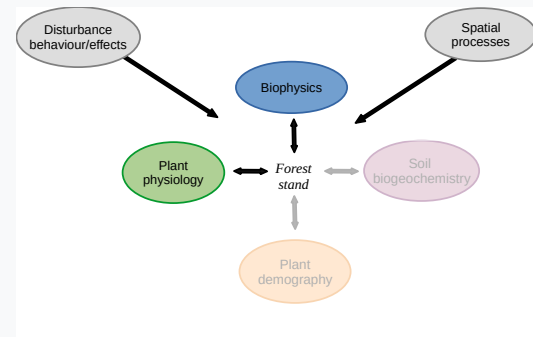 Disturbance
behaviour/effects
Spatial
processes
Biophysics
Plant
physiology
Forest
stand
Soil
biogeochemistry
Plant
demography